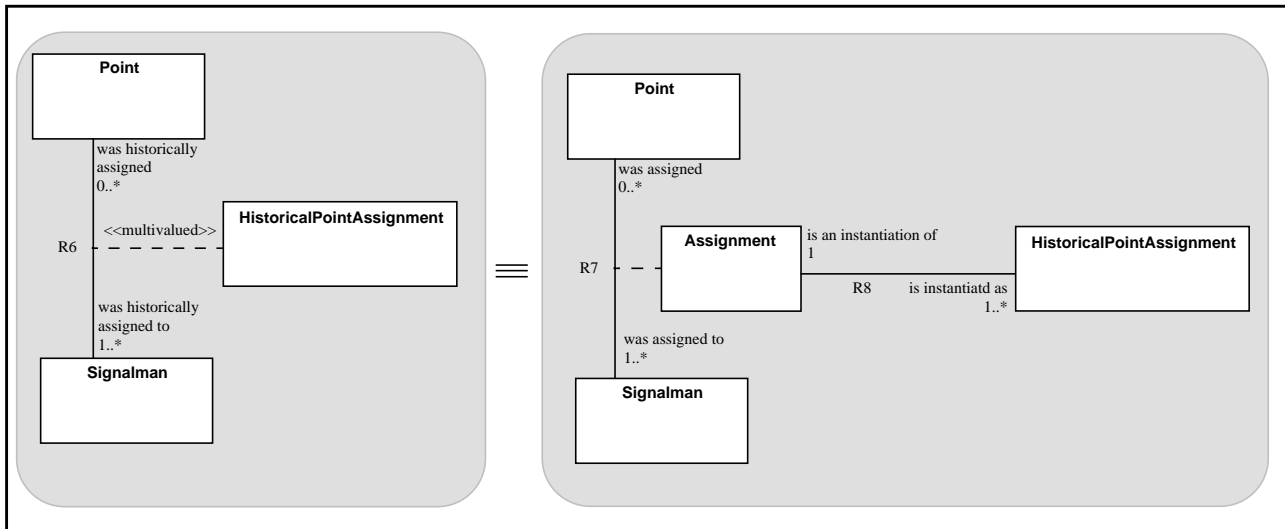 Point
was historically
assigned
0..*
<<multivalued>>
HistoricalPointAssignment
R6
was historically
assigned to
1..*
Signalman
Point
was assigned
0..*
Assignment
is an instantiation of
1
HistoricalPointAssignment
R7
R8
is instantiatd as
1..*
was assigned to
1..*
Signalman